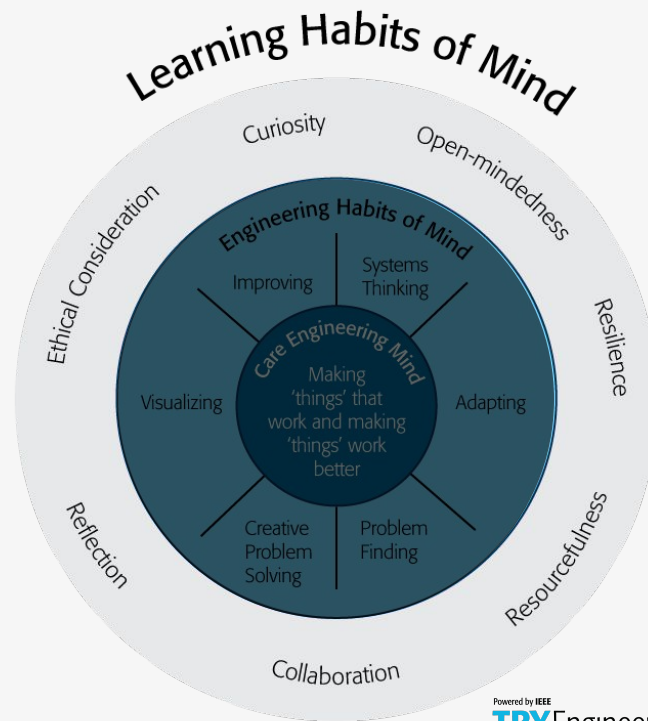 Learning Habits of Mind
Curiosity
Open-mindedness
Ethical Consideration
Resilience
Reflection
Resourcefulness
Collaboration
Engineering Habits of Mind
Improving
Systems
Thinking
Visualizing
Adapting
Creative
Problem
Solving
Problem
Finding
Care Engineering Mind
Making
'things' that
work and making
'things' work
better
Powered by IEEE
TRY Engineer